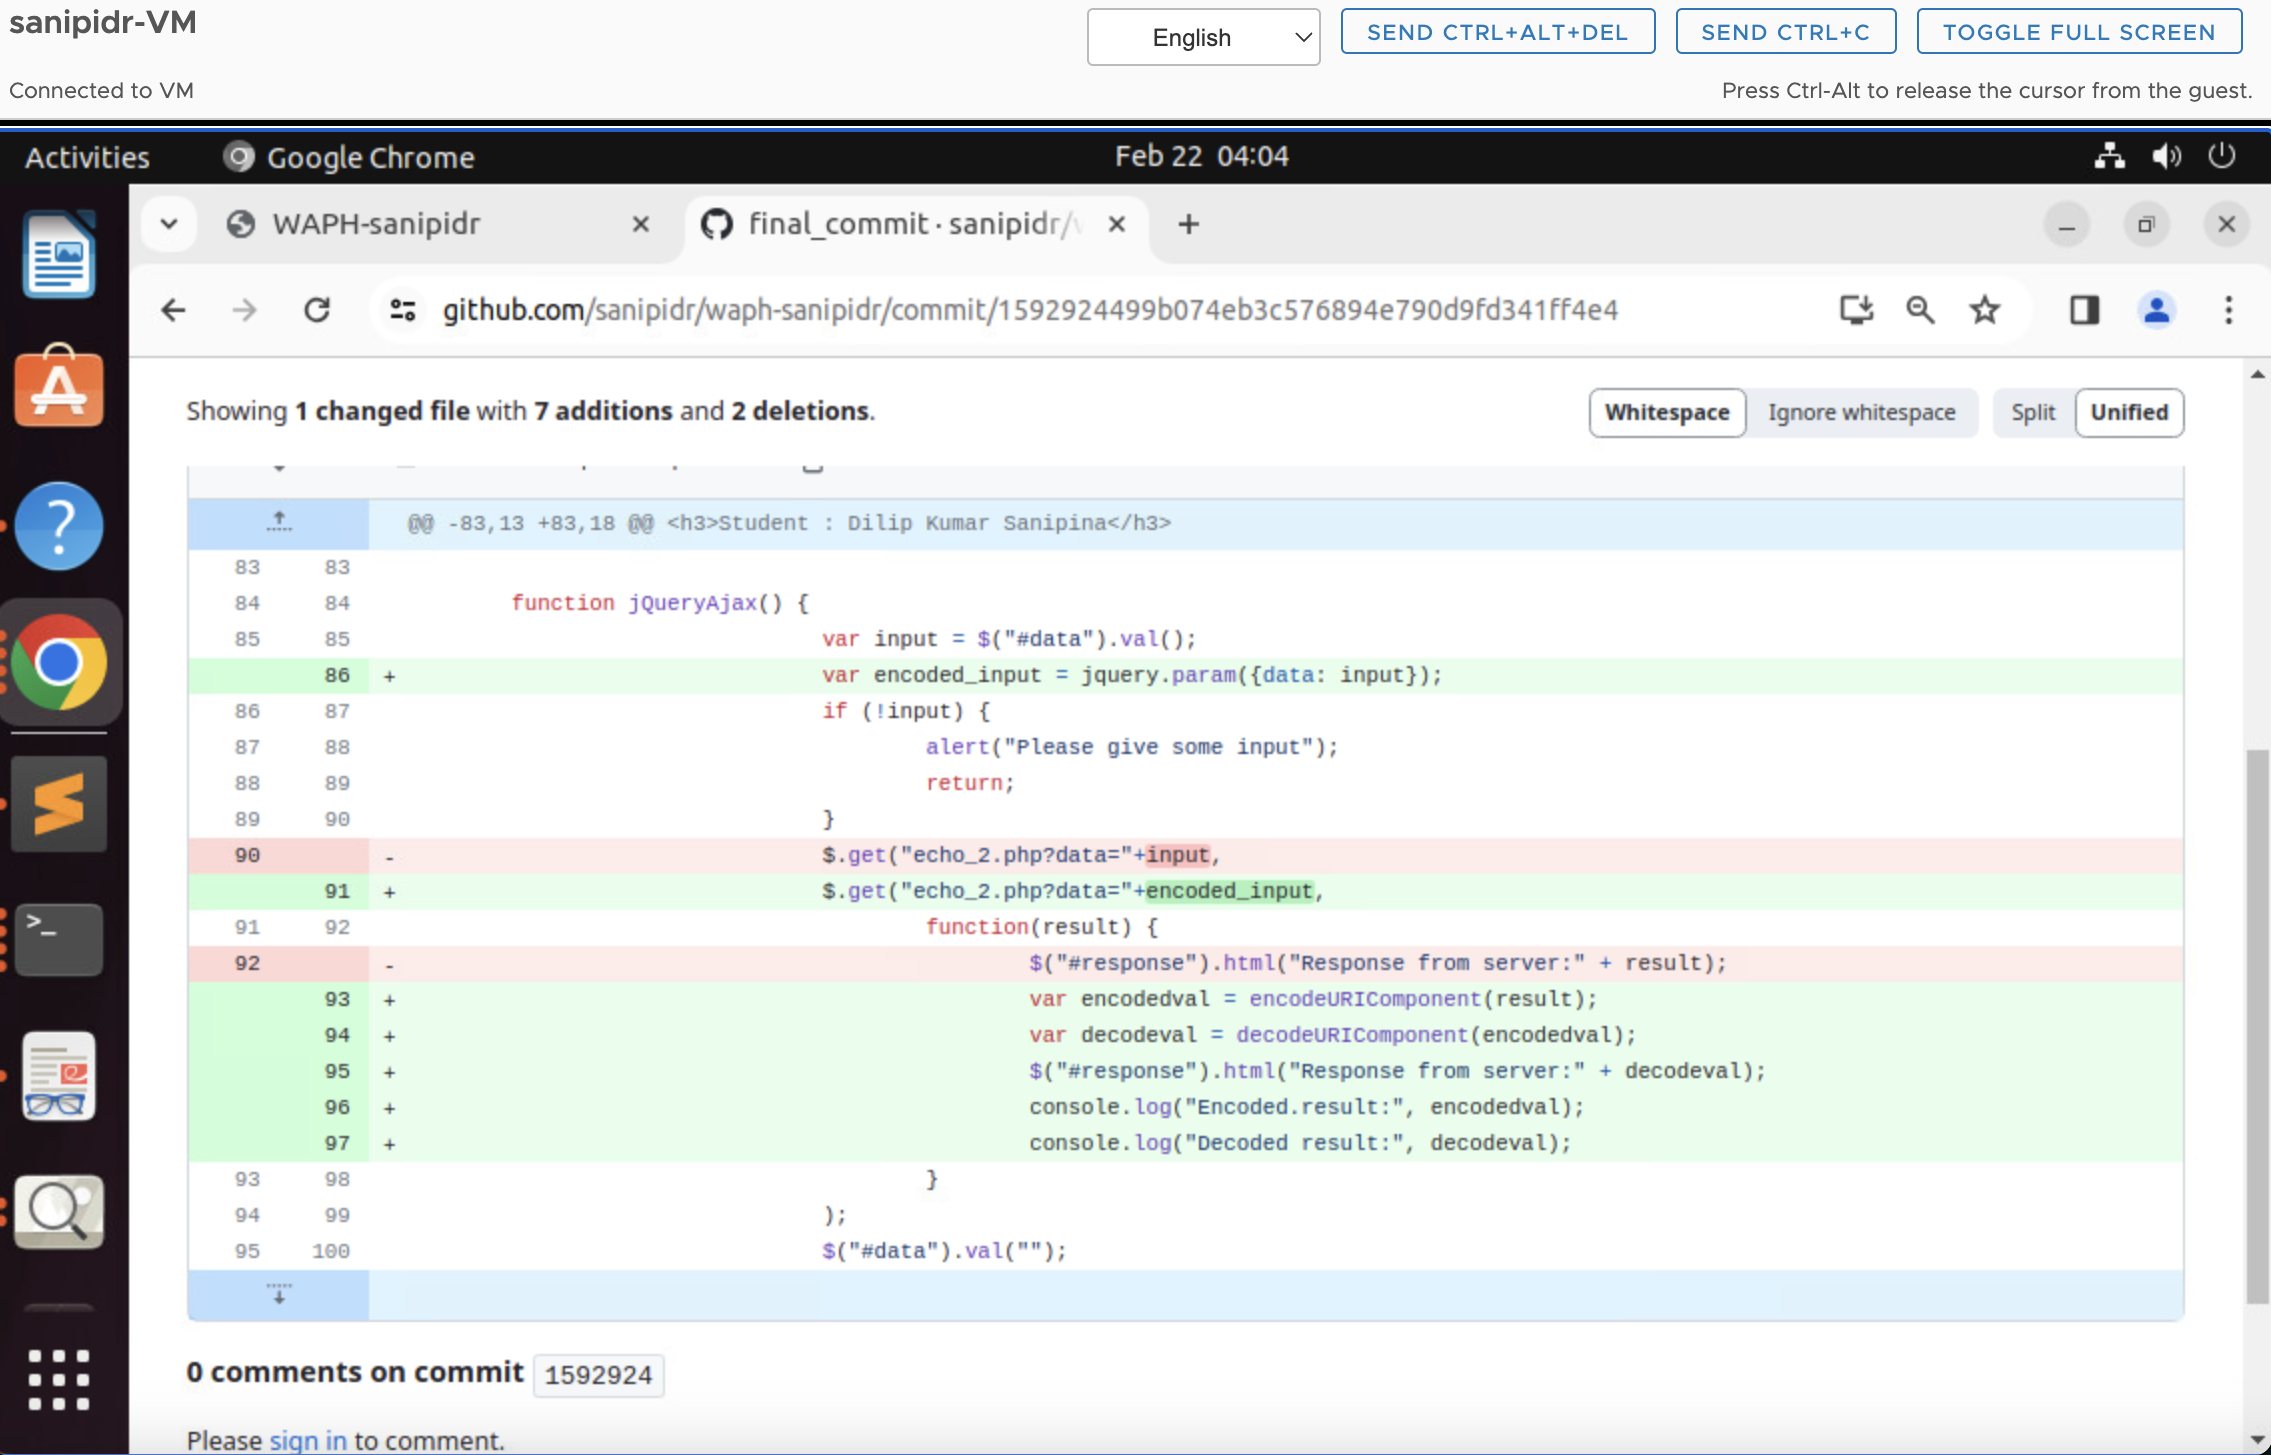 sanipidr-VM
English
SEND CTRL+ALT+DEL
SEND CTRL+C
TOGGLE FULL SCREEN
Connected to VM
Press Ctrl-Alt to release the cursor from the guest.
Activities
Google Chrome
Feb 22 04:04
WAPH-sanipidr
final_commit · sanipidr/
github.com/sanipidr/waph-sanipidr/commit/1592924499b074eb3c576894e790d9fd341ff4e4
Showing 1 changed file with 7 additions and 2 deletions.
Whitespace
Ignore whitespace
Split
Unified
@@ -83,13 +83,18 @@ <h3>Student : Dilip Kumar Sanipina</h3>
83 83
84 84 function jQueryAjax() {
85 85 var input = $("#data").val();
86 + var encoded_input = jquery.param({data: input});
86 87 if (!input) {
87 88 alert("Please give some input");
88 89 return;
89 90 }
90 - $.get("echo_2.php?data="+input,
91 + $.get("echo_2.php?data="+encoded_input,
91 92 function(result) {
92 - $("#response").html("Response from server:" + result);
93 + var encodedval = encodeURIComponent(result);
94 + var decodeval = decodeURIComponent(encodedval);
95 + $("#response").html("Response from server:" + decodeval);
96 + console.log("Encoded.result:", encodedval);
97 + console.log("Decoded result:", decodeval);
93 98 }
94 99 );
95 100 $("#data").val("");
0 comments on commit 1592924
Please sign in to comment.